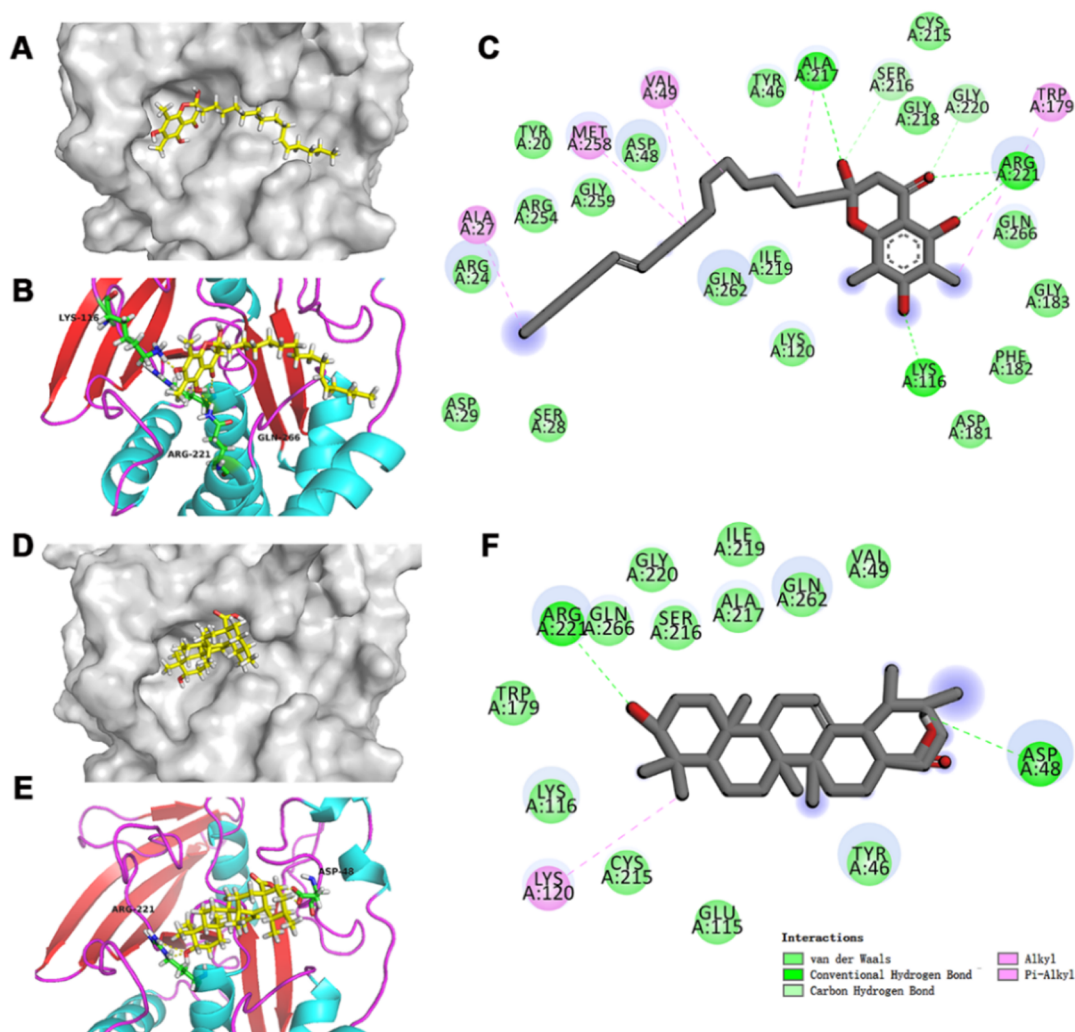 A
B
LYS-116
ARG-221
GLN-266
C
CYS
A:215
ALA
A:217
SER
A:216
TYR
A:46
VAL
A:49
GLY
A:218
GLY
A:220
TRP
A:179
TYR
A:20
MET
A:258
ASP
A:48
ARG
A:221
ARG
A:254
GLY
A:259
GLN
A:266
ALA
A:27
ARG
A:24
GLN
A:262
ILE
A:219
GLY
A:183
LYS
A:120
PHE
A:182
LYS
A:116
ASP
A:29
SER
A:28
ASP
A:181
D
E
ARG-221
ASP-48
F
ILE
A:219
GLY
A:220
VAL
A:49
GLN
A:262
ARG
A:221
GLN
A:266
SER
A:216
ALA
A:217
TRP
A:179
ASP
A:48
LYS
A:116
TYR
A:46
LYS
A:120
CYS
A:215
GLU
A:115
Interactions
van der Waals
Conventional Hydrogen Bond
Carbon Hydrogen Bond
Alkyl
Pi-Alkyl